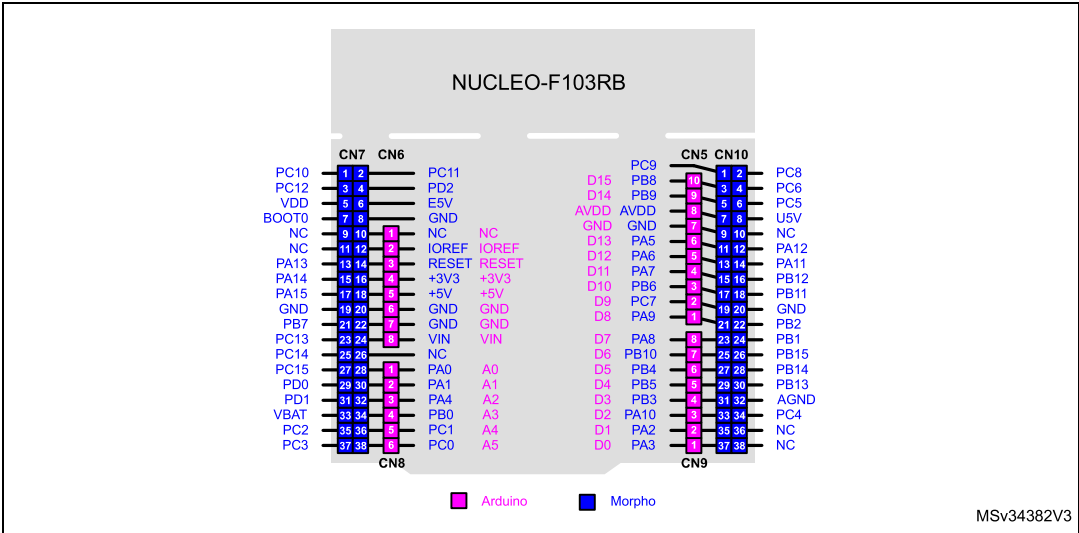 NUCLEO-F103RB
CN7 CN6 CN5 CN10
PC9
PC10 1 2 PC11 1 2 PC8
PC12 3 4 PD2 D15 PB8 10 3 4 PC6
VDD 5 6 E5V D14 PB9 9 5 6 PC5
BOOT0 7 8 GND AVDD AVDD 8 7 8 U5V
NC 9 10 1 NC NC GND GND 7 9 10 NC
NC 11 12 2 IOREF IOREF D13 PA5 6 11 12 PA12
PA13 13 14 3 RESET RESET D12 PA6 5 13 14 PA11
PA14 15 16 4 +3V3 +3V3 D11 PA7 4 15 16 PB12
PA15 17 18 5 +5V +5V D10 PB6 3 17 18 PB11
GND 19 20 6 GND GND D9 PC7 2 19 20 GND
PB7 21 22 7 GND GND D8 PA9 1 21 22 PB2
PC13 23 24 8 VIN VIN D7 PA8 8 23 24 PB1
PC14 25 26 NC D6 PB10 7 25 26 PB15
PC15 27 28 1 PA0 A0 D5 PB4 6 27 28 PB14
PD0 29 30 2 PA1 A1 D4 PB5 5 29 30 PB13
PD1 31 32 3 PA4 A2 D3 PB3 4 31 32 AGND
VBAT 33 34 4 PB0 A3 D2 PA10 3 33 34 PC4
PC2 35 36 5 PC1 A4 D1 PA2 2 35 36 NC
PC3 37 38 6 PC0 A5 D0 PA3 1 37 38 NC
CN8 CN9
Arduino Morpho
MSv34382V3